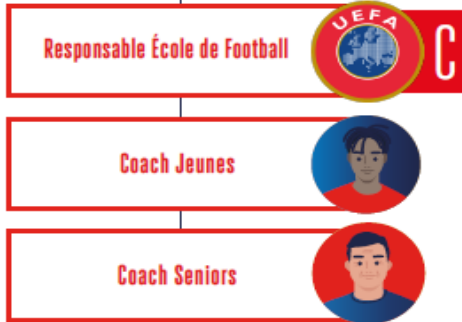 UEFA
Responsable École de Football
C
Coach Jeunes
Coach Seniors